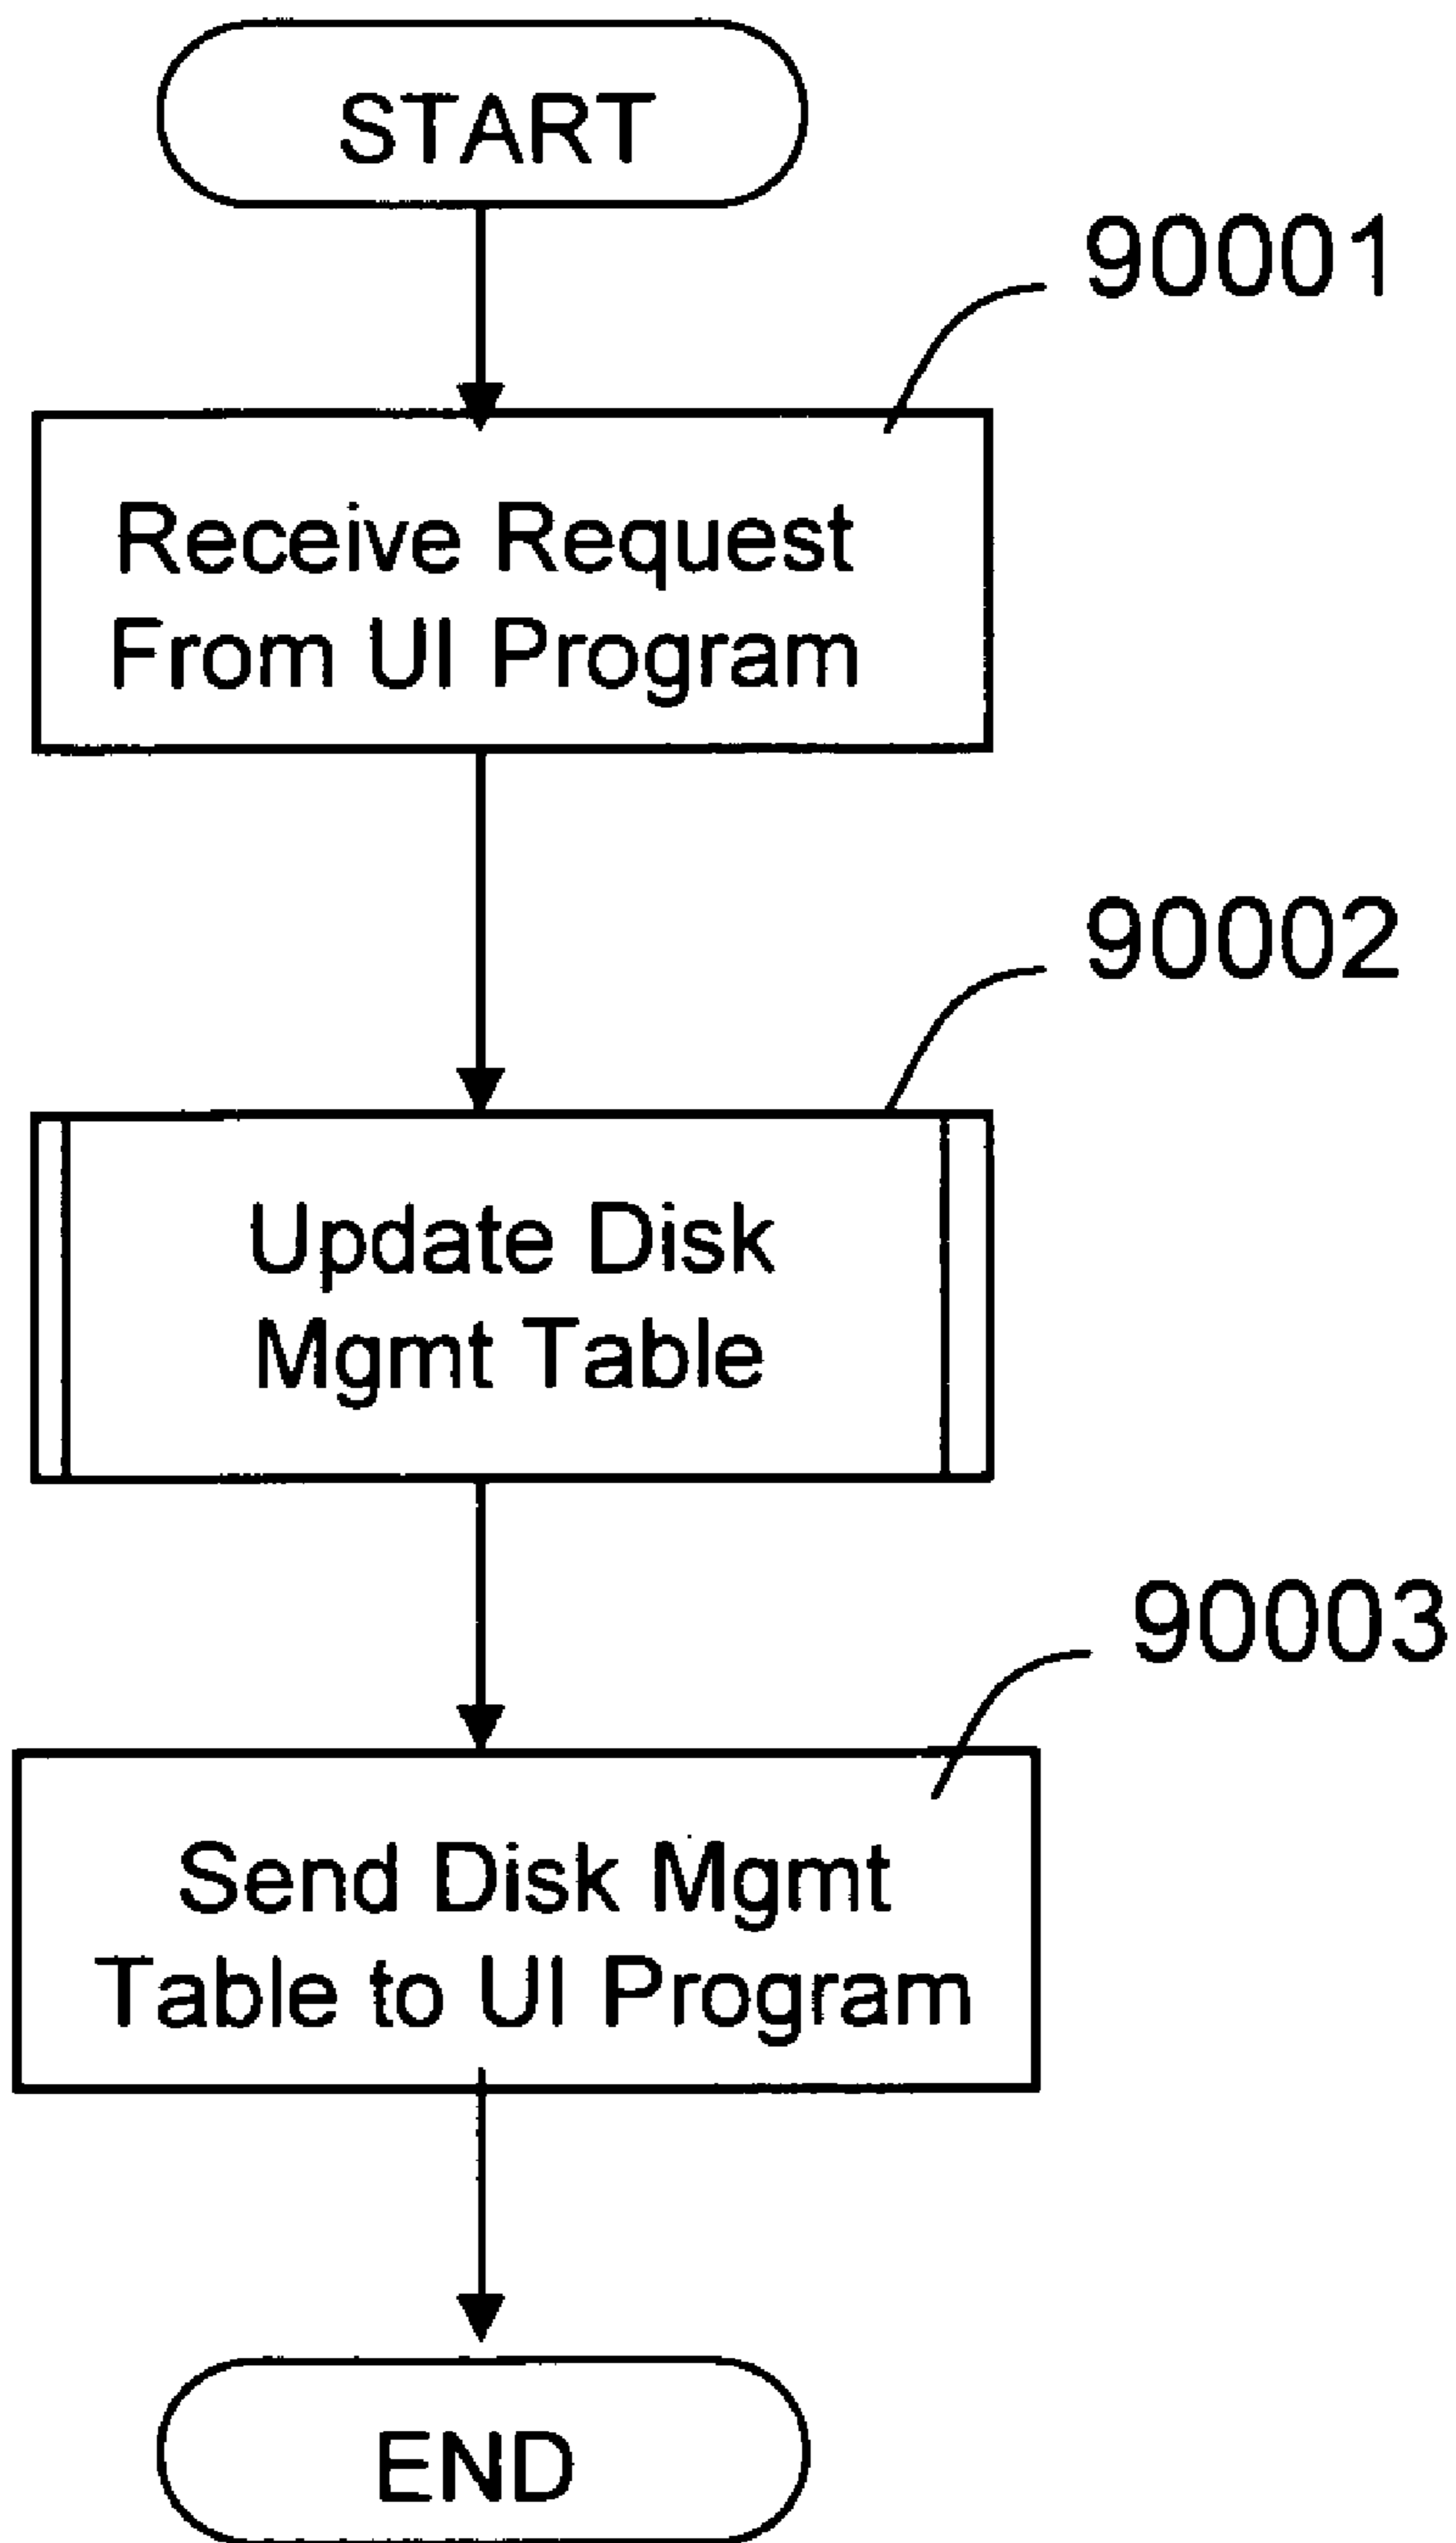 START
90001
Receive Request
From UI Program
90002
Update Disk
Mgmt Table
90003
Send Disk Mgmt
Table to UI Program
END